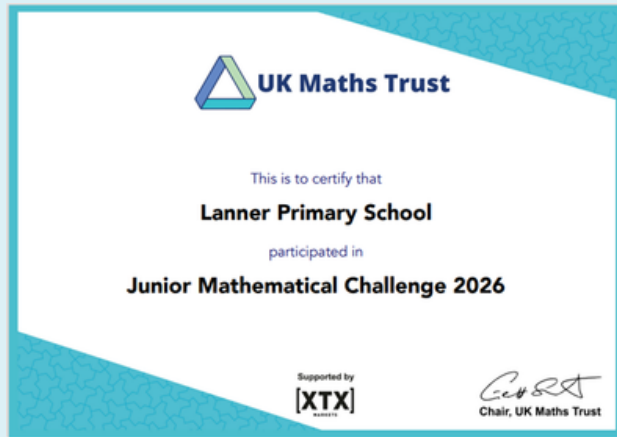 UK Maths Trust
This is to certify that
Lanner Primary School
participated in
Junior Mathematical Challenge 2026
Supported by
[XTX]
MARKETS
Chair, UK Maths Trust